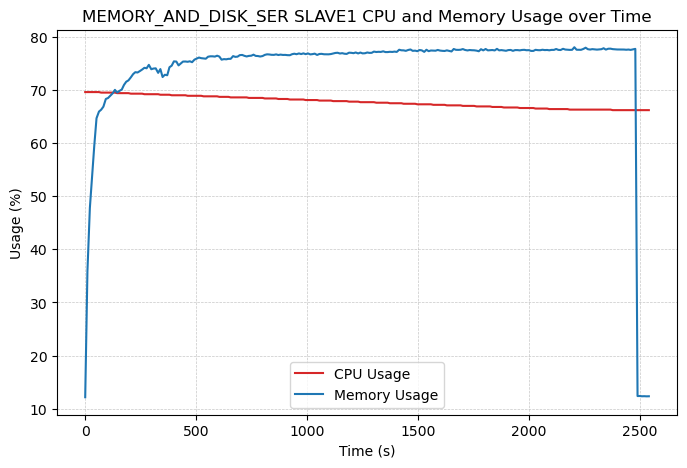 MEMORY_AND_DISK_SER SLAVE1 CPU and Memory Usage over Time
80
70
60
50
40
30
20
10
Usage (%)
CPU Usage
Memory Usage
0
500
1000
1500
2000
2500
Time (s)